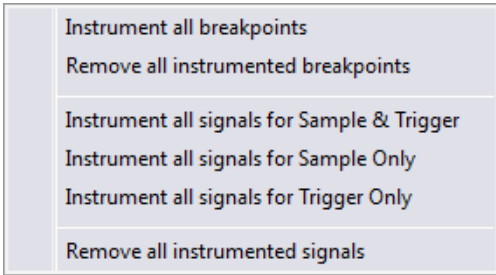 Instrument all breakpoints
Remove all instrumented breakpoints
Instrument all signals for Sample & Trigger
Instrument all signals for Sample Only
Instrument all signals for Trigger Only
Remove all instrumented signals